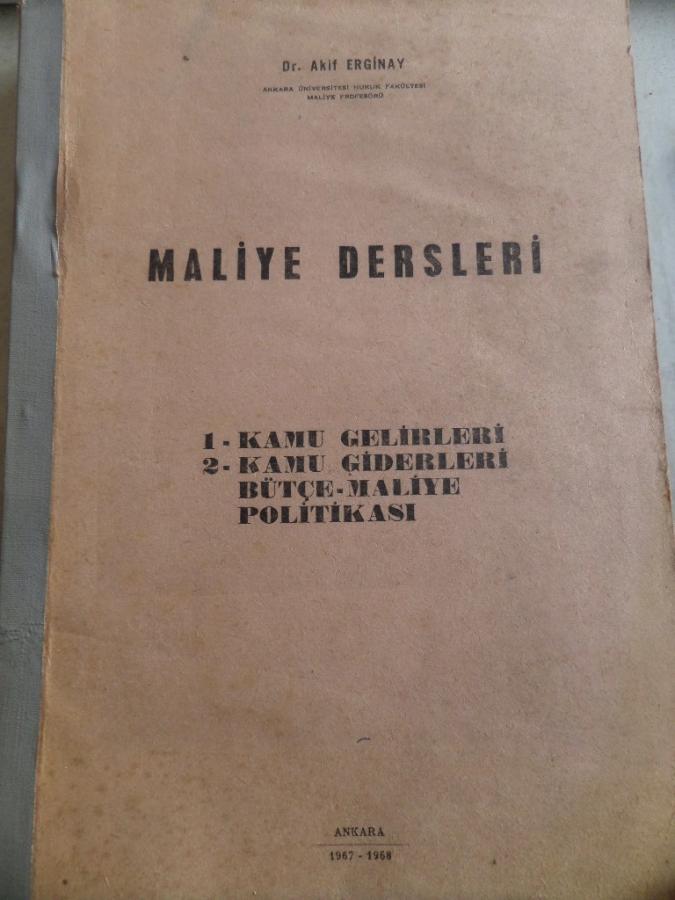 Dr. Akif ERGİNAY
ANKARA ÜNİVERSİTESİ HUKUK FAKÜLTESİ
MALİYE PROFESÖRÜ
MALİYE DERSLERİ
1 - KAMU GELİRLERİ
2 - KAMU GİDERLERİ
BÜTÇE-MALİYE
POLİTİKASI
ANKARA
1967 - 1968